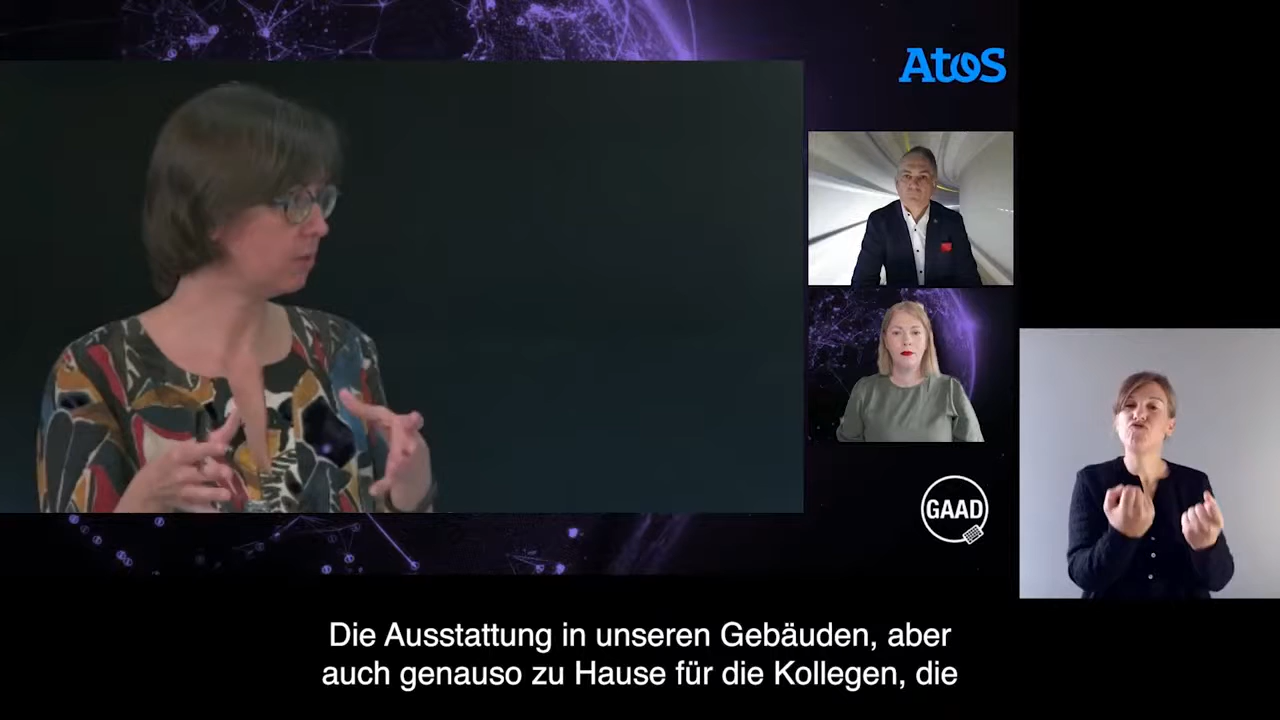 Atos
GAAD
Die Ausstattung in unseren Gebäuden, aber
auch genauso zu Hause für die Kollegen, die